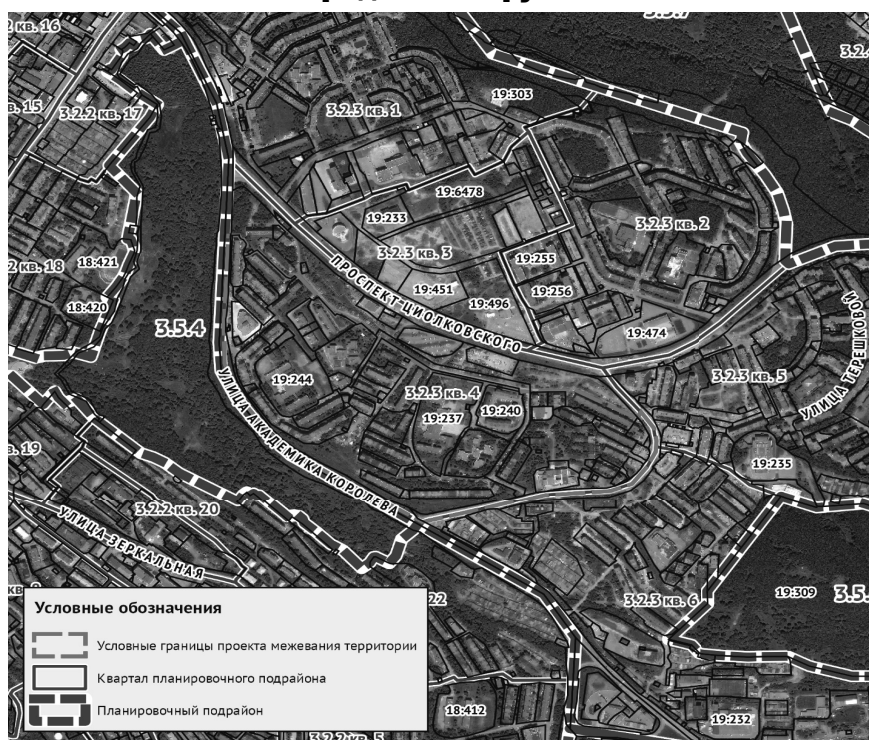 2 кв. 16
3.2.2 кв. 17
в. 15
3.2.3 кв. 1
19:303
19:6478
19:233
3.2.3 кв. 3
3.2.3 кв. 2
19:255
19:256
2 кв. 18
18:421
18:420
19:451
19:496
ПРОСПЕКТ ЦИОЛКОВСКОГО
19:474
3.5.4
19:244
3.2.3 кв. 4
19:237
19:240
3.2.3 кв. 5
УЛИЦА ТЕРЕШКОВОЙ
УЛИЦА АКАДЕМИКА КОРОЛЕВА
в. 19
19:235
3.2.2 кв. 20
УЛИЦА ЗЕРКАЛЬНАЯ
3.2.3 кв. 6
19:309
3.5.
22
Условные обозначения
Условные границы проекта межевания территории
Квартал планировочного подрайона
Планировочный подрайон
18:412
19:232